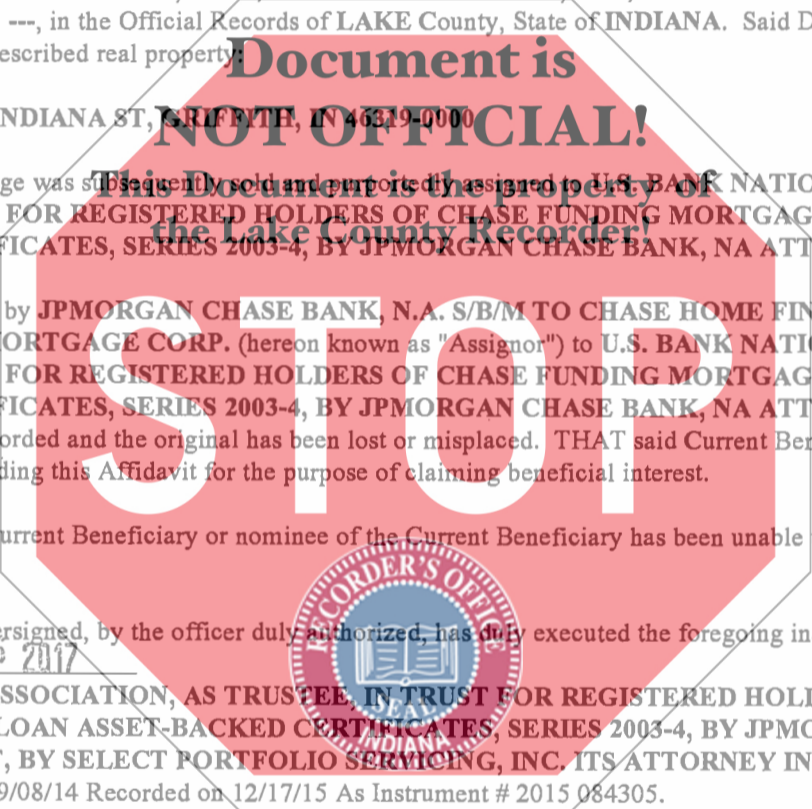 ---, in the Official Records of LAKE County, State of INDIANA. Said D
escribed real property:
Document is
NDIANA ST, GRIFFITH, IN 46319-0000
NOT OFFICIAL!
ge was subsequently sold and purportedly assigned to U.S. BANK NATIO
This Document is the property of
FOR REGISTERED HOLDERS OF CHASE FUNDING MORTGAG
the Lake County Recorder!
FICATES, SERIES 2003-4, BY JPMORGAN CHASE BANK, NA ATT
by JPMORGAN CHASE BANK, N.A. S/B/M TO CHASE HOME FIN
ORTGAGE CORP. (hereon known as "Assignor") to U.S. BANK NATIO
FOR REGISTERED HOLDERS OF CHASE FUNDING MORTGAG
FICATES, SERIES 2003-4, BY JPMORGAN CHASE BANK, NA ATT
STOP
orded and the original has been lost or misplaced. THAT said Current Ben
ding this Affidavit for the purpose of claiming beneficial interest.
urrent Beneficiary or nominee of the Current Beneficiary has been unable
RECORDER'S OFFICE
ersigned, by the officer duly authorized, has duly executed the foregoing in
2017
SSOCIATION, AS TRUSTEE, IN TRUST FOR REGISTERED HOL
SEAL
LOAN ASSET-BACKED CERTIFICATES, SERIES 2003-4, BY JPMO
INDIANA
, BY SELECT PORTFOLIO SERVICING, INC. ITS ATTORNEY IN
9/08/14 Recorded on 12/17/15 As Instrument # 2015 084305.